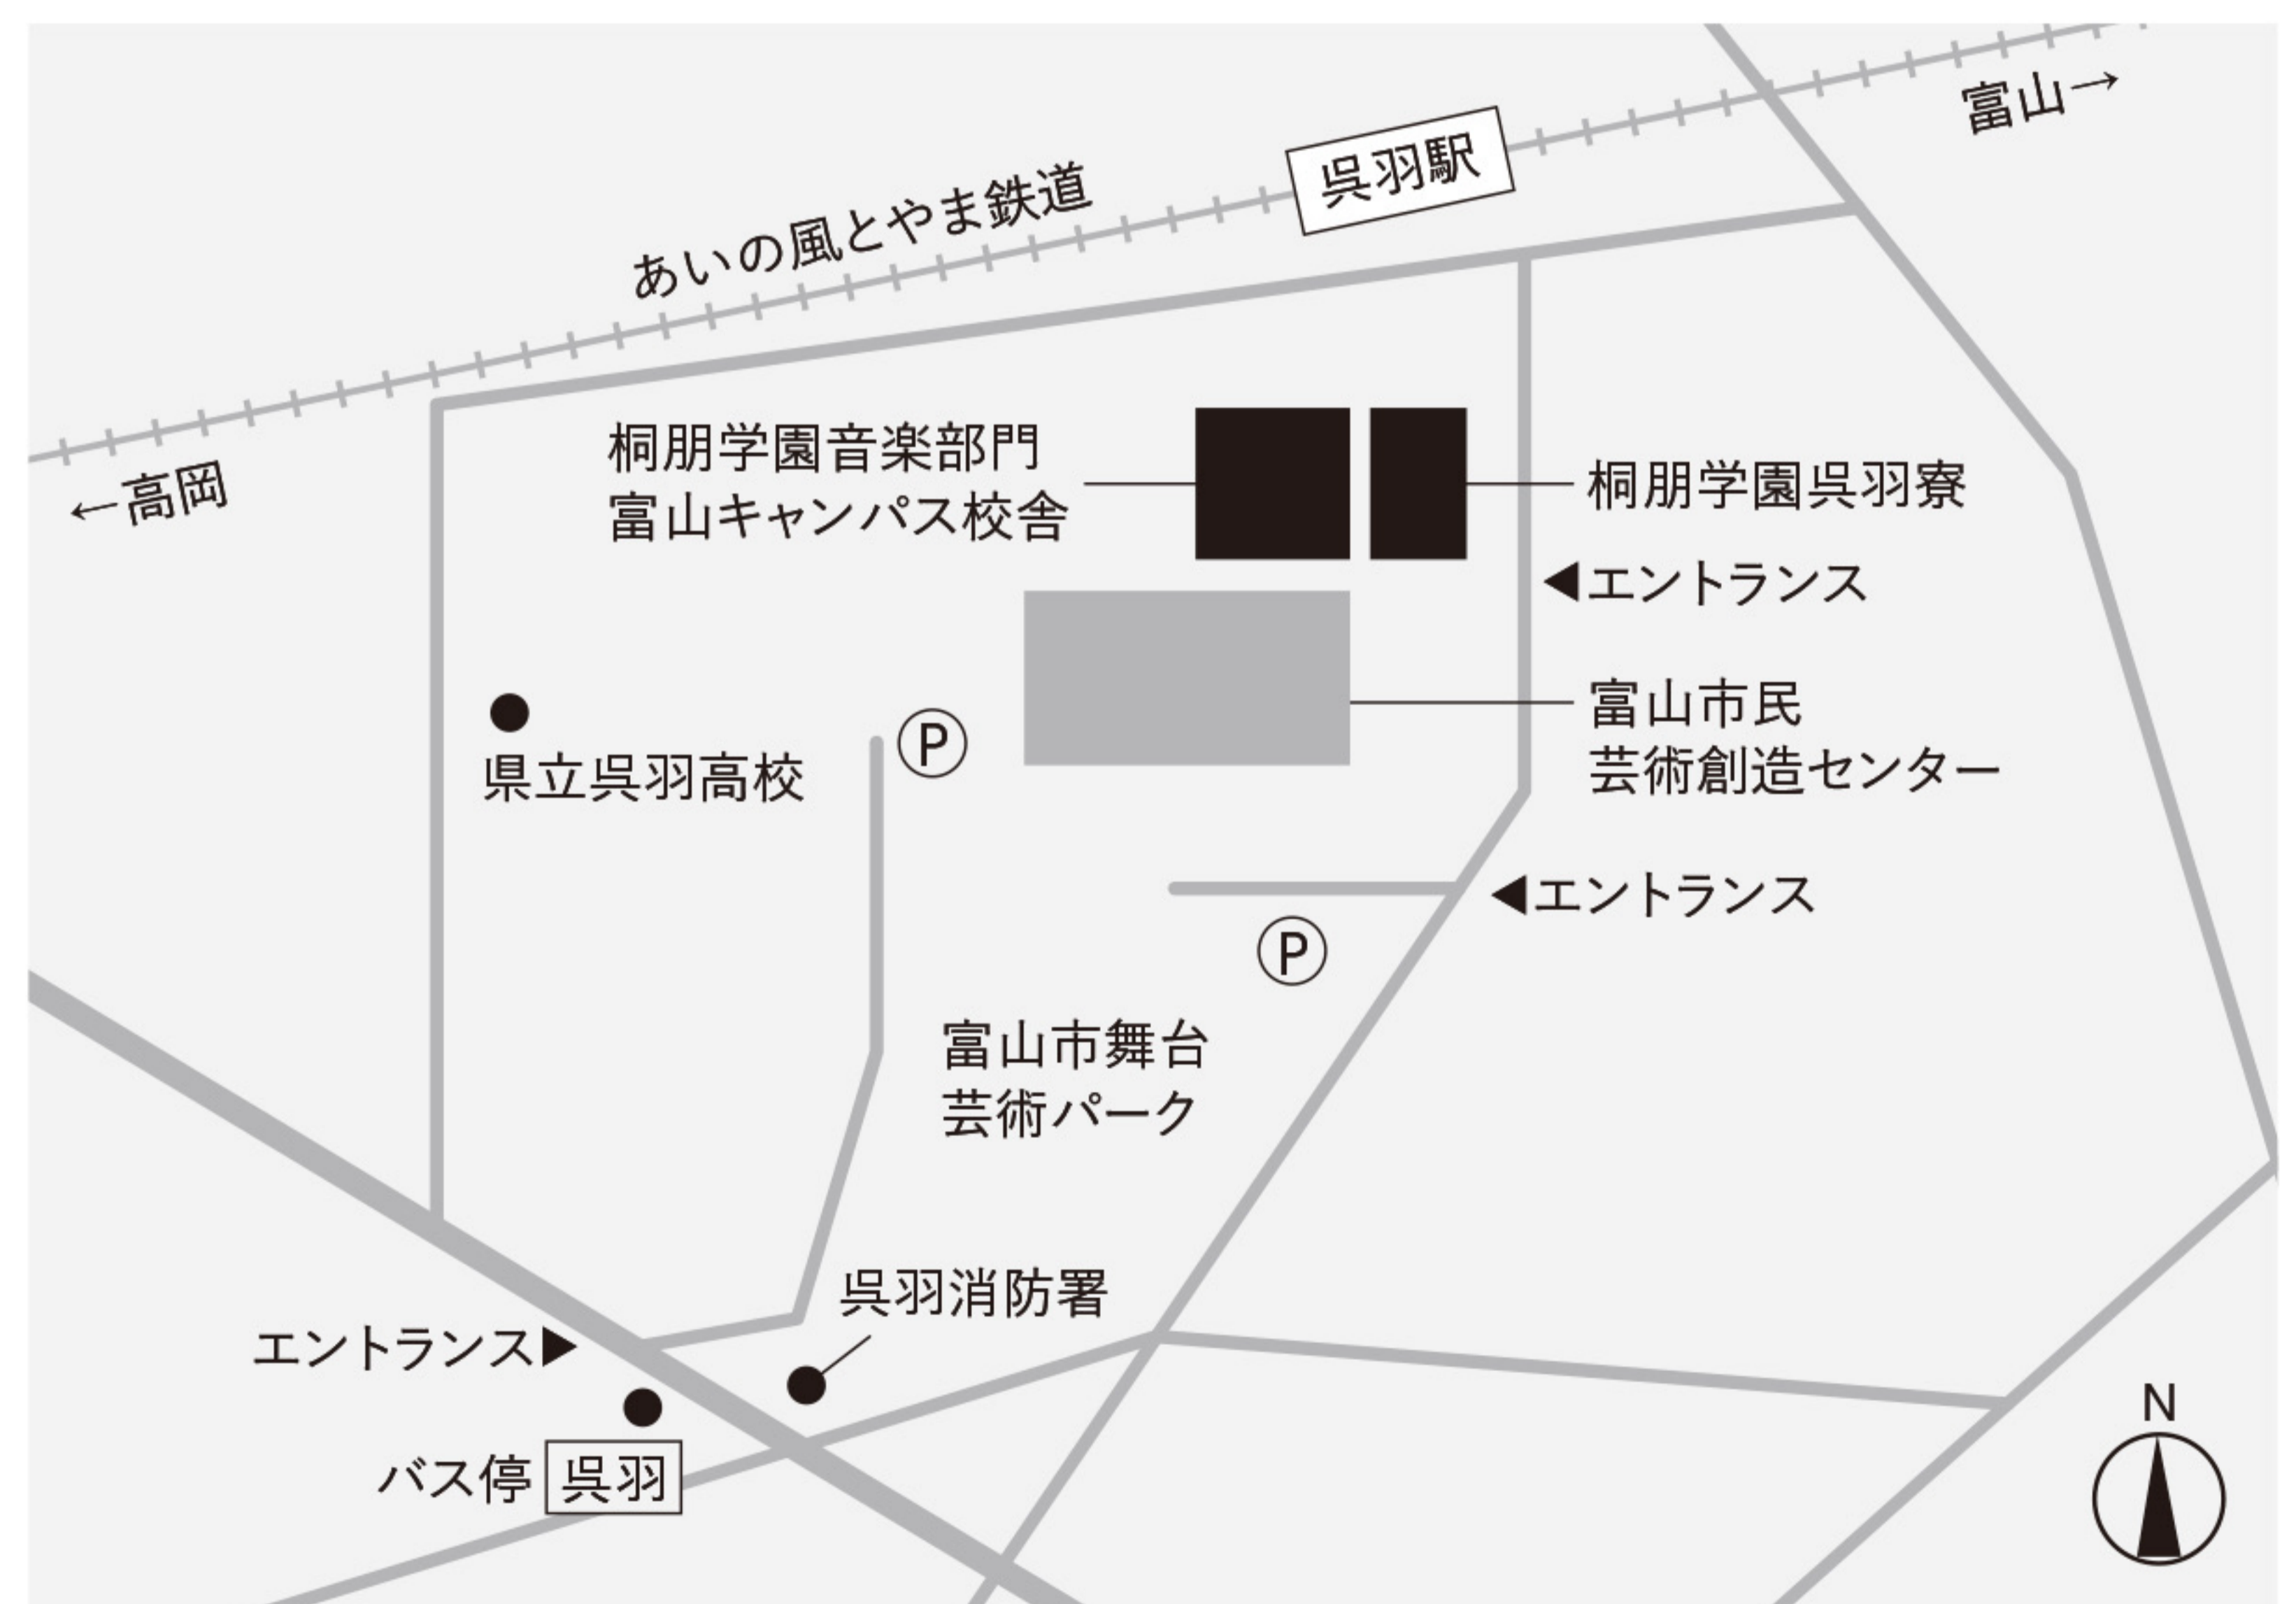 富山→
呉羽駅
あいの風とやま鉄道
←高岡
桐朋学園音楽部門
富山キャンパス校舎
桐朋学園呉羽寮
◀エントランス
富山市民
芸術創造センター
県立呉羽高校
P
◀エントランス
P
富山市舞台
芸術パーク
呉羽消防署
エントランス▶
バス停 呉羽
N